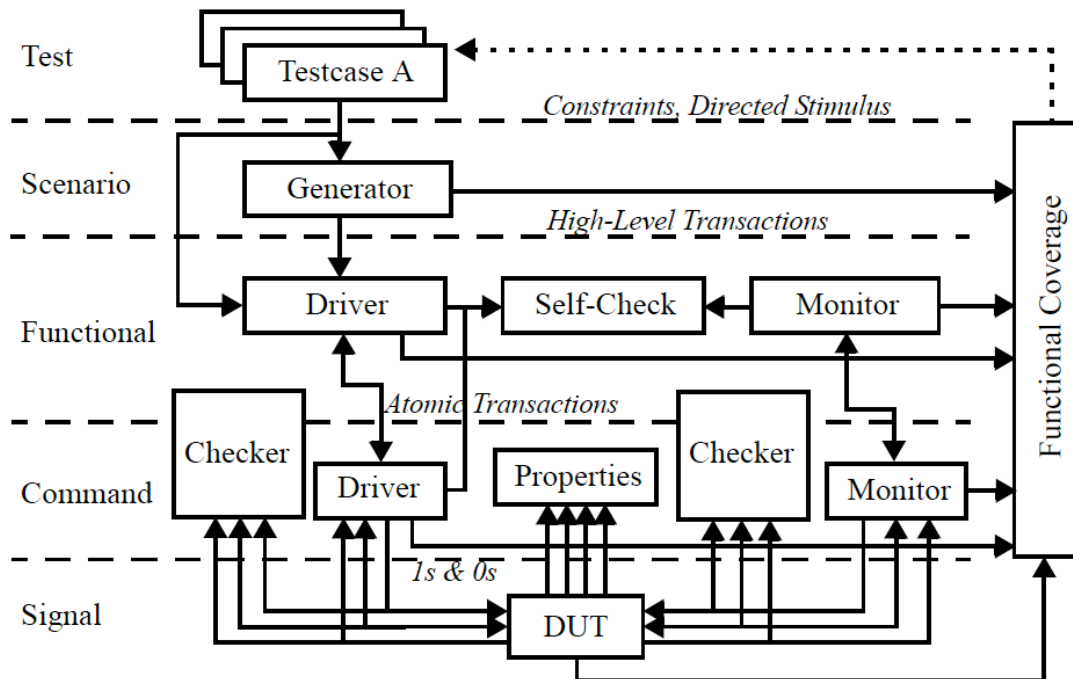 Test
Testcase A
Constraints, Directed Stimulus
Scenario
Generator
High-Level Transactions
Functional
Driver
Self-Check
Monitor
Functional Coverage
Atomic Transactions
Command
Checker
Driver
Properties
Checker
Monitor
1s & 0s
Signal
DUT